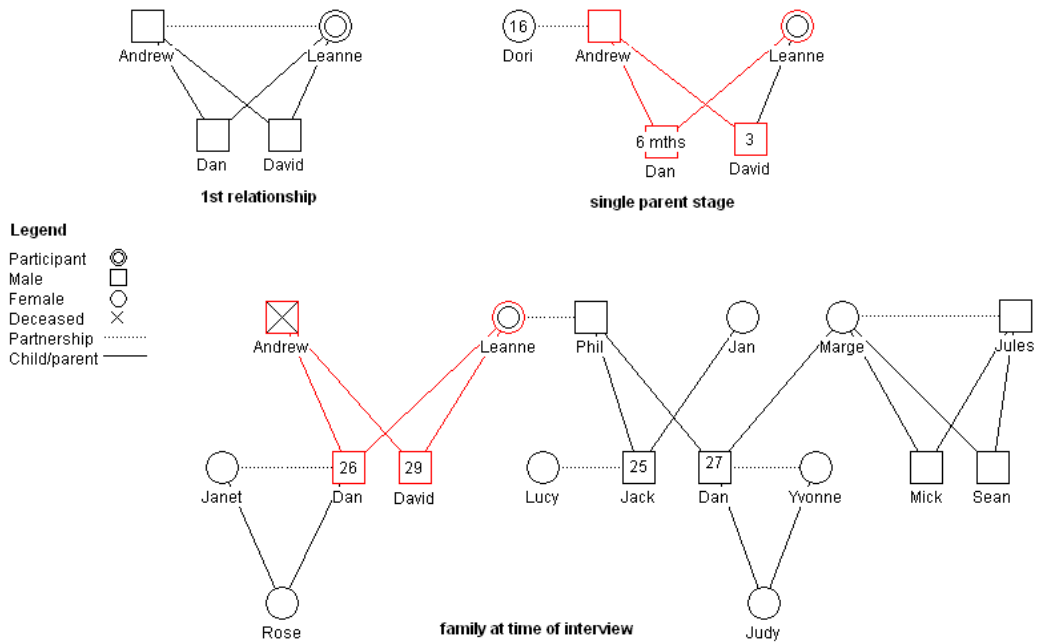 Andrew
Leanne
Dan
David
1st relationship
16
Dori
Andrew
Leanne
6 mths
3
Dan
David
single parent stage
Legend
Participant
Male
Female
Deceased
Partnership
Child/parent
Andrew
Leanne
Phil
Jan
Marge
Jules
26
29
25
27
Janet
Dan
David
Lucy
Jack
Dan
Yvonne
Mick
Sean
Rose
Judy
family at time of interview